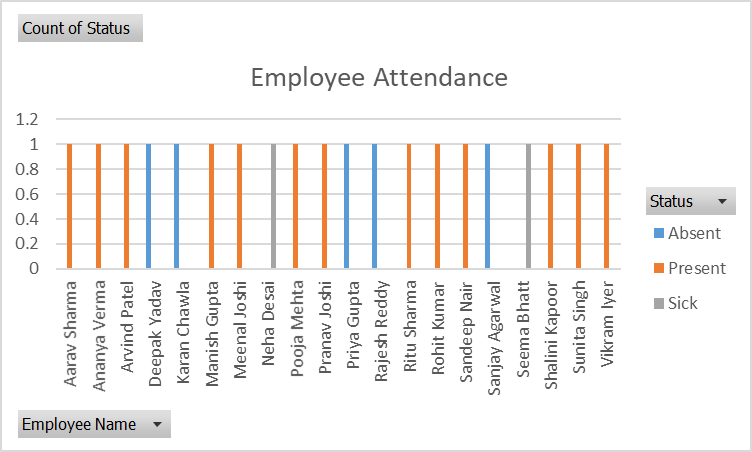 Count of Status
Employee Attendance
1.2
1
0.8
0.6
0.4
0.2
0
Aarav Sharma
Ananya Verma
Arvind Patel
Deepak Yadav
Karan Chawla
Manish Gupta
Meenal Joshi
Neha Desai
Pooja Mehta
Pranav Joshi
Priya Gupta
Rajesh Reddy
Ritu Sharma
Rohit Kumar
Sandeep Nair
Sanjay Agarwal
Seema Bhatt
Shalini Kapoor
Sunita Singh
Vikram Iyer
Status
Absent
Present
Sick
Employee Name